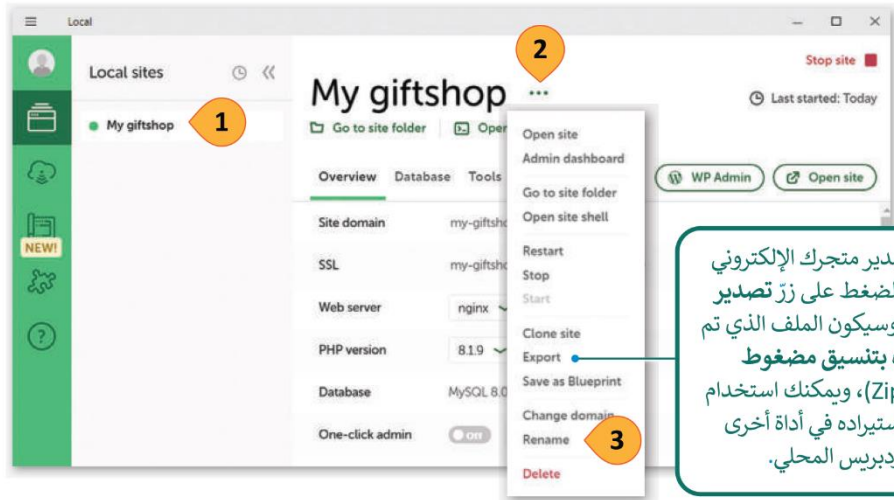 Local
Local sites
My giftshop
1
My giftshop
2
...
Stop site
Last started: Today
Go to site folder
Overview
Database
Tools
WP Admin
Open site
Site domain
SSL
Web server
nginx
PHP version
8.1.9
Database
MySQL 8.0
One-click admin
Off
NEW!
?
Open site
Admin dashboard
Go to site folder
Open site shell
Restart
Stop
Start
Clone site
Export
Save as Blueprint
Change domain
Rename
3
Delete
متجرك الإلكتروني
على زرّ تصدير
وسيكون الملف الذي تم
بتنسيق مضغوط
(Zip)، ويمكنك استخدام
في أداة أخرى
المحلي.